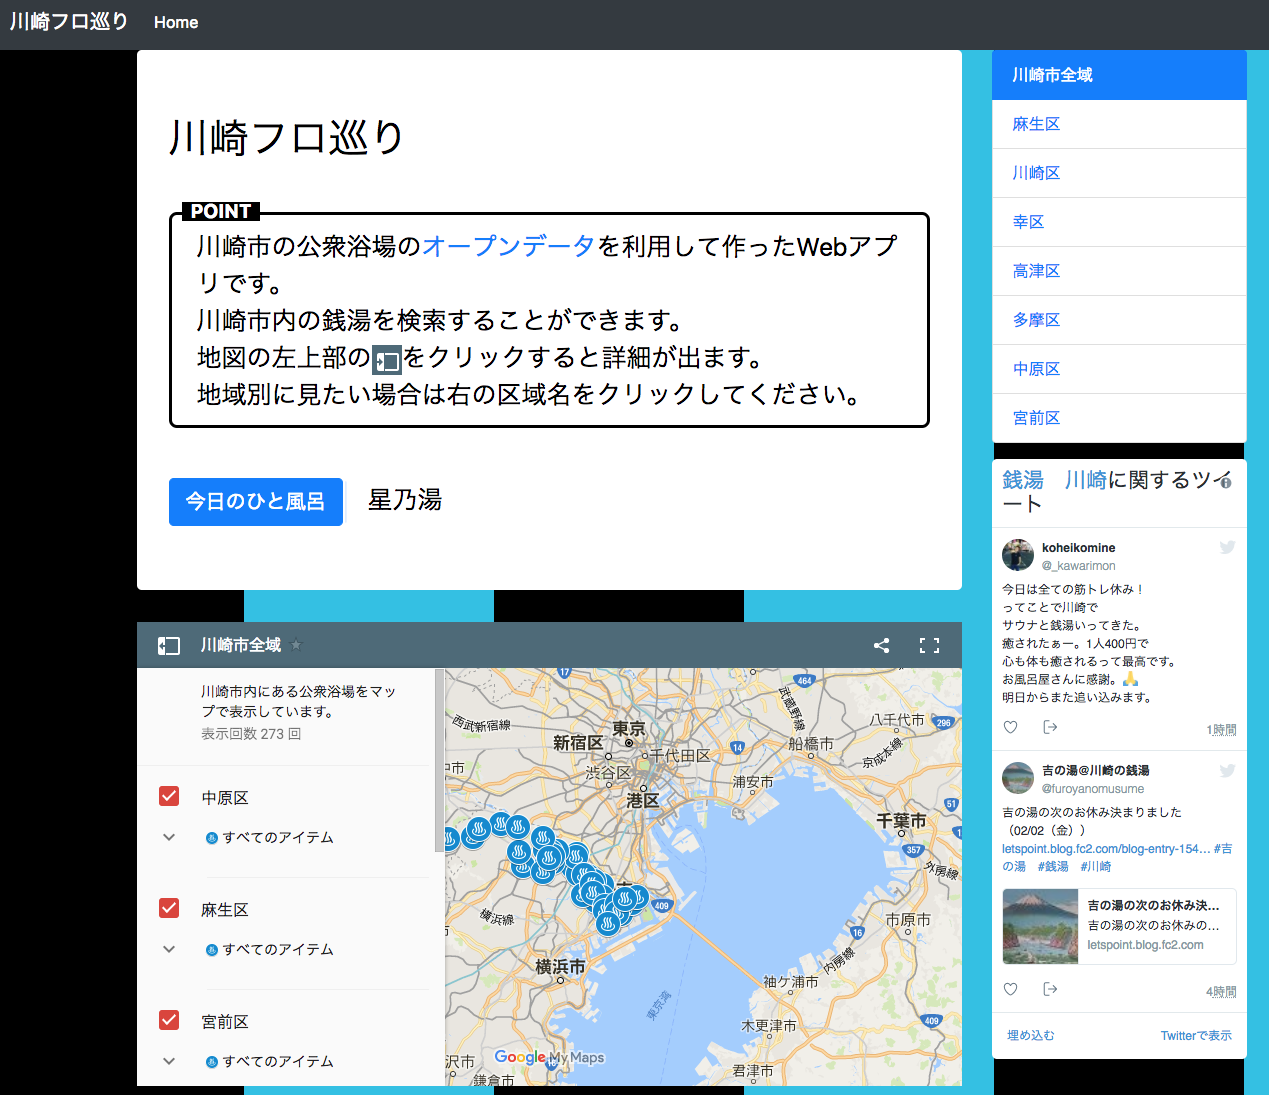 川崎フロ巡り Home
川崎フロ巡り
POINT
川崎市の公衆浴場のオープンデータを利用して作ったWebアプ
リです。
川崎市内の銭湯を検索することができます。
地図の左上部のをクリックすると詳細が出ます。
地域別に見たい場合は右の区域名をクリックしてください。
今日のひと風呂 星乃湯
川崎市全域
麻生区
川崎区
幸区
高津区
多摩区
中原区
宮前区
銭湯 川崎に関するツイ
ート
koheikomine
@_kawarimon
今日は全ての筋トレ休み！
ってことで川崎で
サウナと銭湯いってきた。
癒されたぁー。1人400円で
心も体も癒されるって最高です。
お風呂屋さんに感謝。🙏
明日からまた追い込みます。
1時間
吉の湯@川崎の銭湯
@furoyanomusume
吉の湯の次のお休み決まりました
（02/02（金））
letspoint.blog.fc2.com/blog-entry-154… #吉
の湯 #銭湯 #川崎
吉の湯の次のお休み決…
吉の湯の次のお休みの…
letspoint.blog.fc2.com
4時間
埋め込む Twitterで表示
川崎市全域
川崎市内にある公衆浴場をマッ
プで表示しています。
表示回数 273 回
中原区
すべてのアイテム
麻生区
すべてのアイテム
宮前区
すべてのアイテム
17
464
武蔵野線
西武新宿線
東京
八千代市
296
新宿区
千代田区
14
船橋市
京成本線
中市
渋谷区
浦安市
港区
51
千葉市
357
外房線
409
横浜線
市原市
16
内房線
横浜市
袖ケ浦市
東京湾
木更津市
409
Google My Maps
沢市
君津市
鎌倉市
16